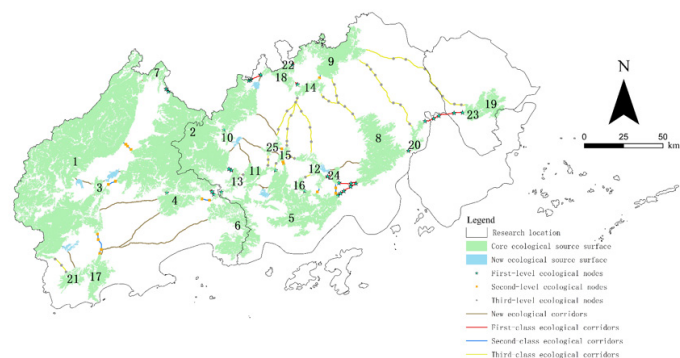 N
0 25 50
km
7
22
9
18
14
2
19
23
10
8
20
25
15
1
12
11
24
13
3
16
4
5
6
21
17
Legend
Research location
Core ecological source surface
New ecological source surface
First-level ecological nodes
Second-level ecological nodes
Third-level ecological nodes
New ecological corridors
First-class ecological corridors
Second class ecological corridors
Third class ecological corridors